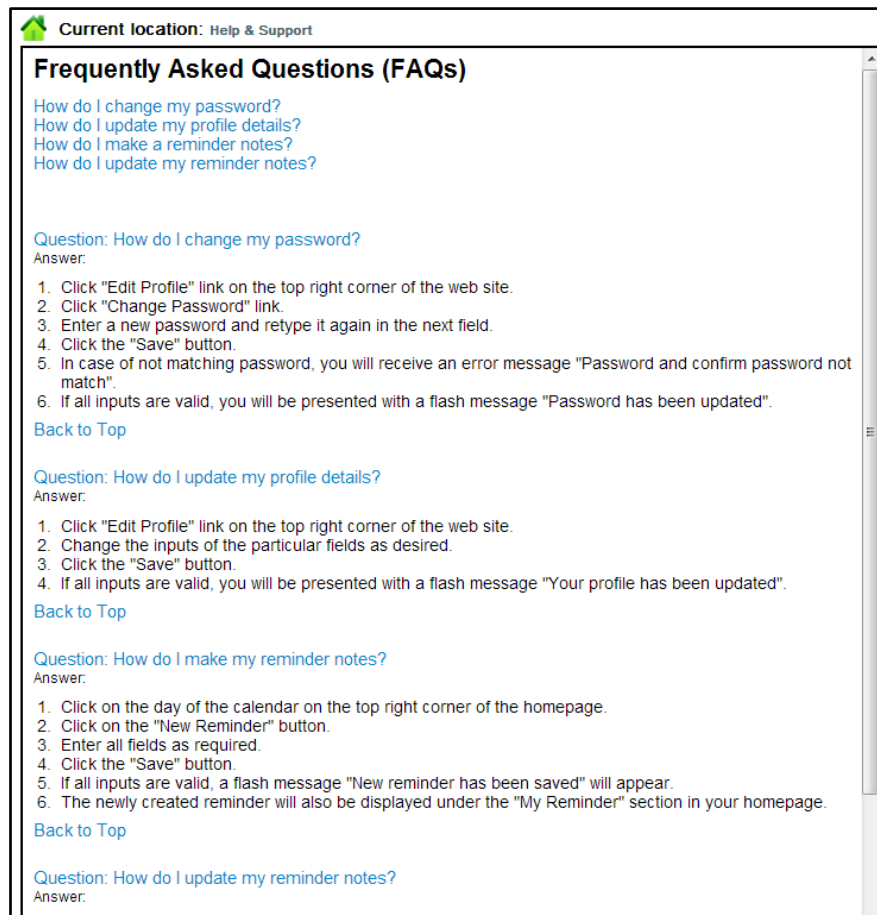 Current location: Help & Support
Frequently Asked Questions (FAQs)
How do I change my password?
How do I update my profile details?
How do I make a reminder notes?
How do I update my reminder notes?
Question: How do I change my password?
Answer:
1. Click "Edit Profile" link on the top right corner of the web site.
2. Click "Change Password" link.
3. Enter a new password and retype it again in the next field.
4. Click the "Save" button.
5. In case of not matching password, you will receive an error message "Password and confirm password not
match".
6. If all inputs are valid, you will be presented with a flash message "Password has been updated".
Back to Top
Question: How do I update my profile details?
Answer:
1. Click "Edit Profile" link on the top right corner of the web site.
2. Change the inputs of the particular fields as desired.
3. Click the "Save" button.
4. If all inputs are valid, you will be presented with a flash message "Your profile has been updated".
Back to Top
Question: How do I make my reminder notes?
Answer:
1. Click on the day of the calendar on the top right corner of the homepage.
2. Click on the "New Reminder" button.
3. Enter all fields as required.
4. Click the "Save" button.
5. If all inputs are valid, a flash message "New reminder has been saved" will appear.
6. The newly created reminder will also be displayed under the "My Reminder" section in your homepage.
Back to Top
Question: How do I update my reminder notes?
Answer: